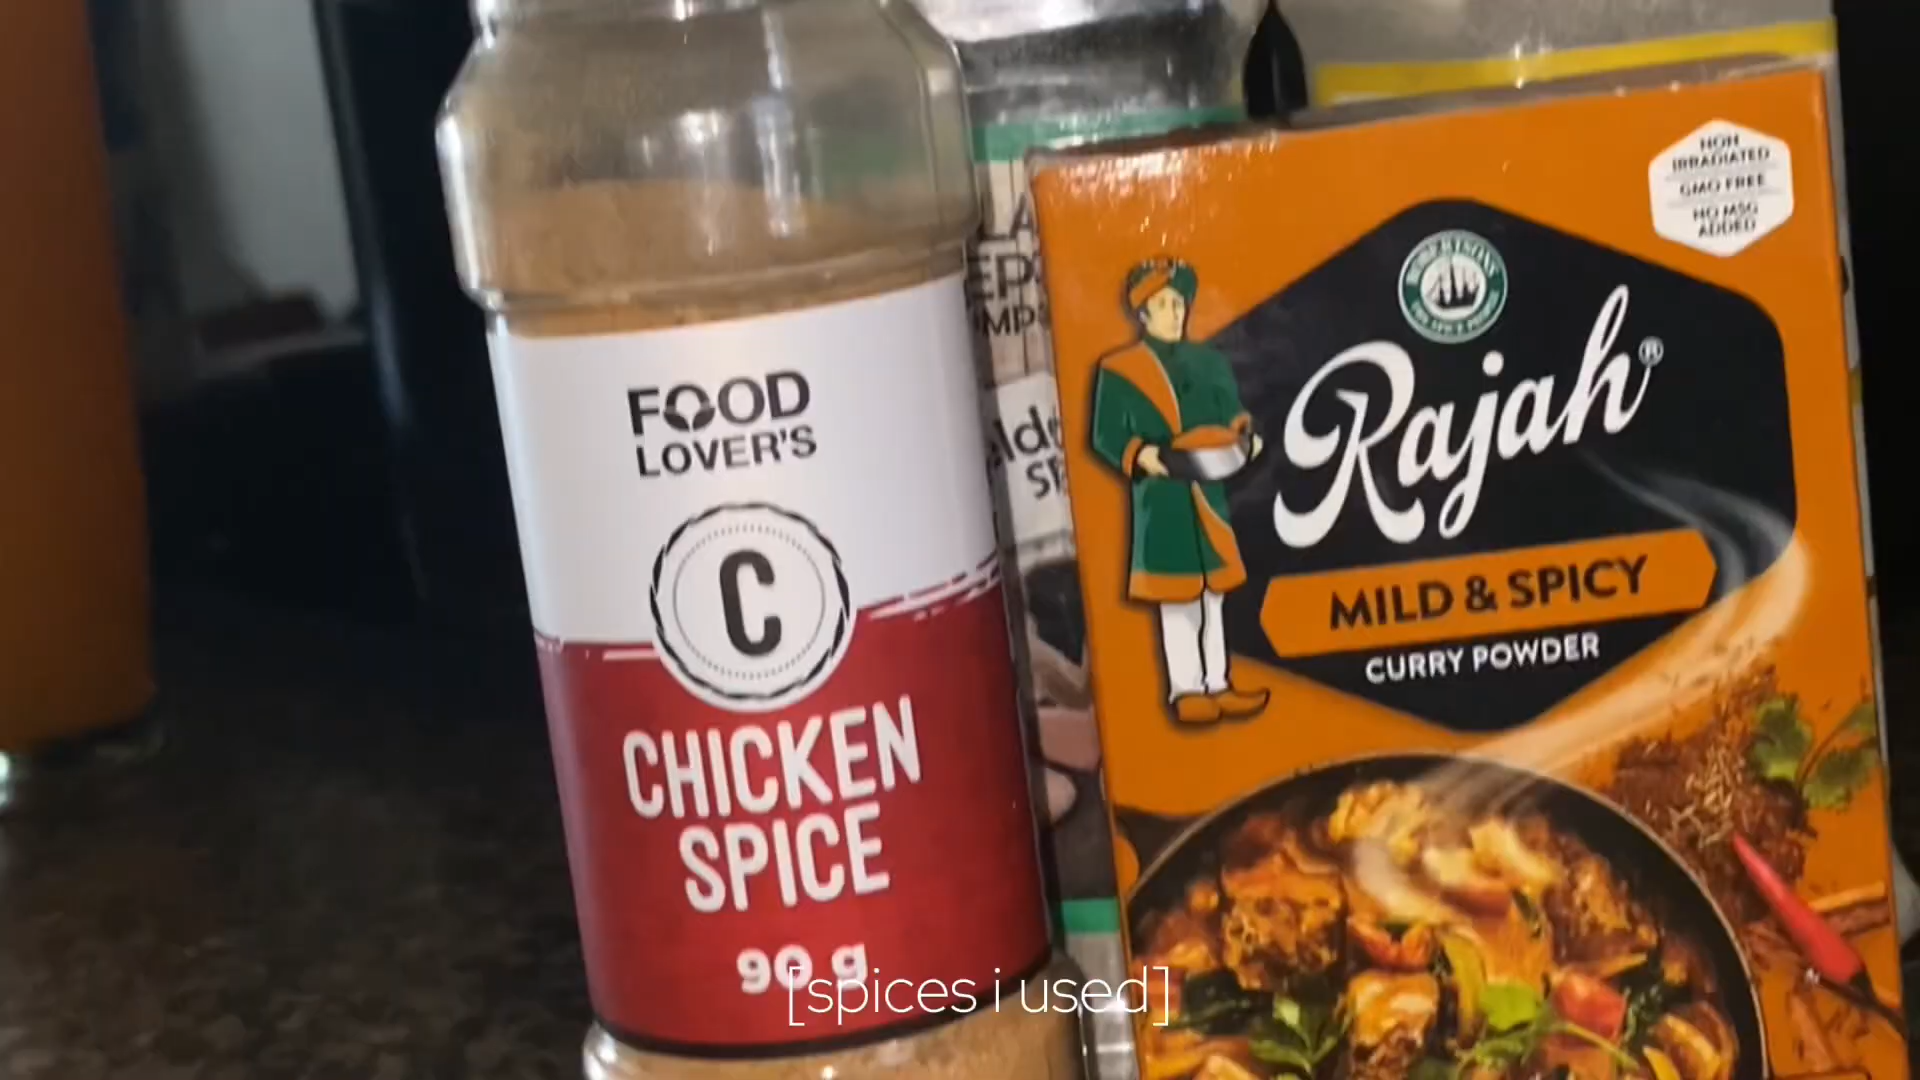 FOOD
LOVER'S
C
CHICKEN
SPICE
90 g
NON
IRRADIATED
GMO FREE
NO MSG
ADDED
ROBERTSONS
Rajah®
MILD & SPICY
CURRY POWDER
[spices i used]